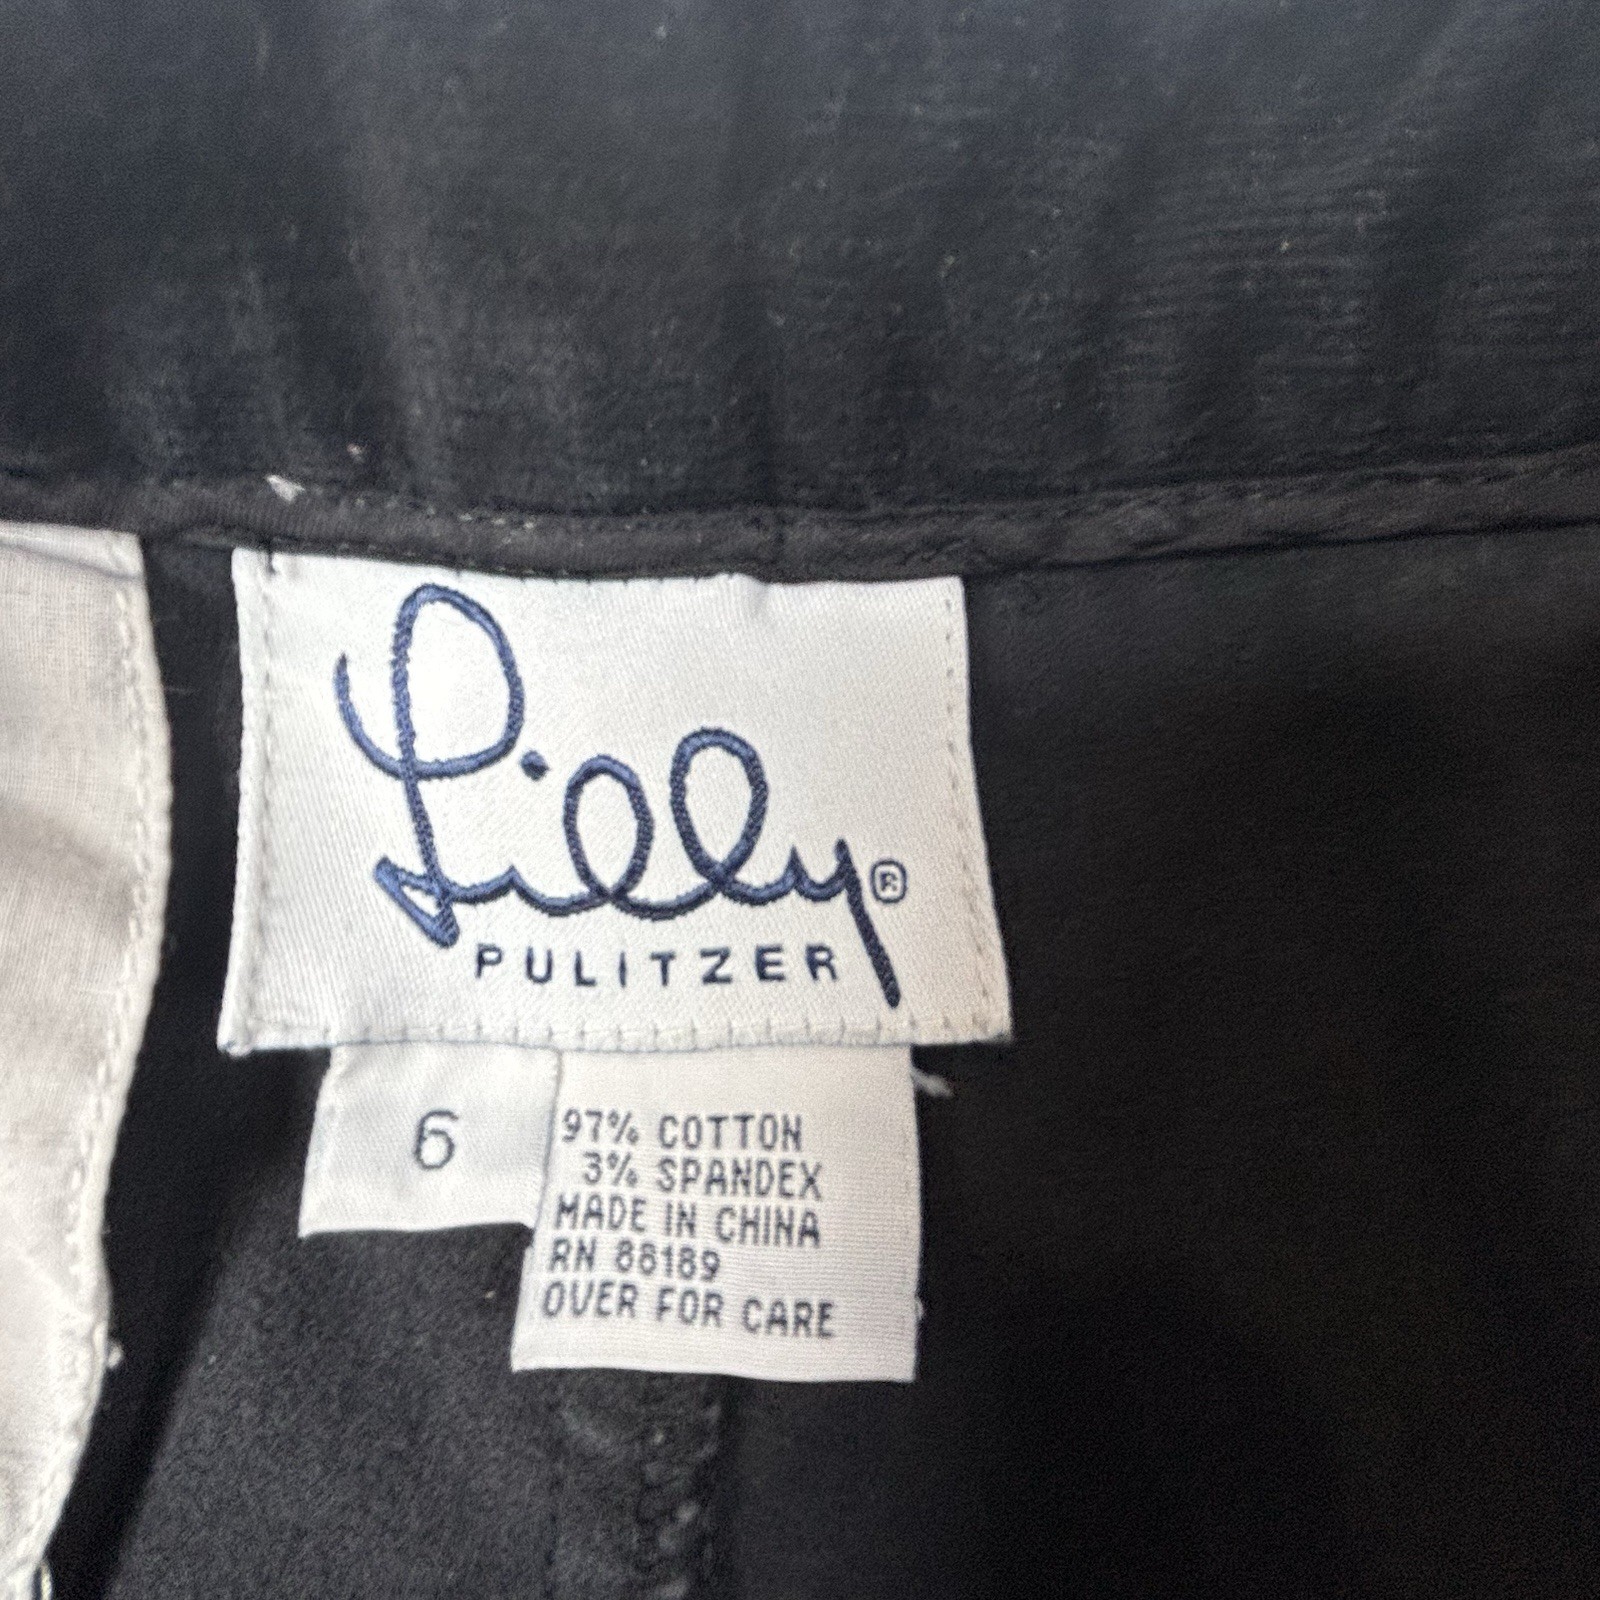 Lilly®
PULITZER
6
97% COTTON
3% SPANDEX
MADE IN CHINA
RN 88189
OVER FOR CARE